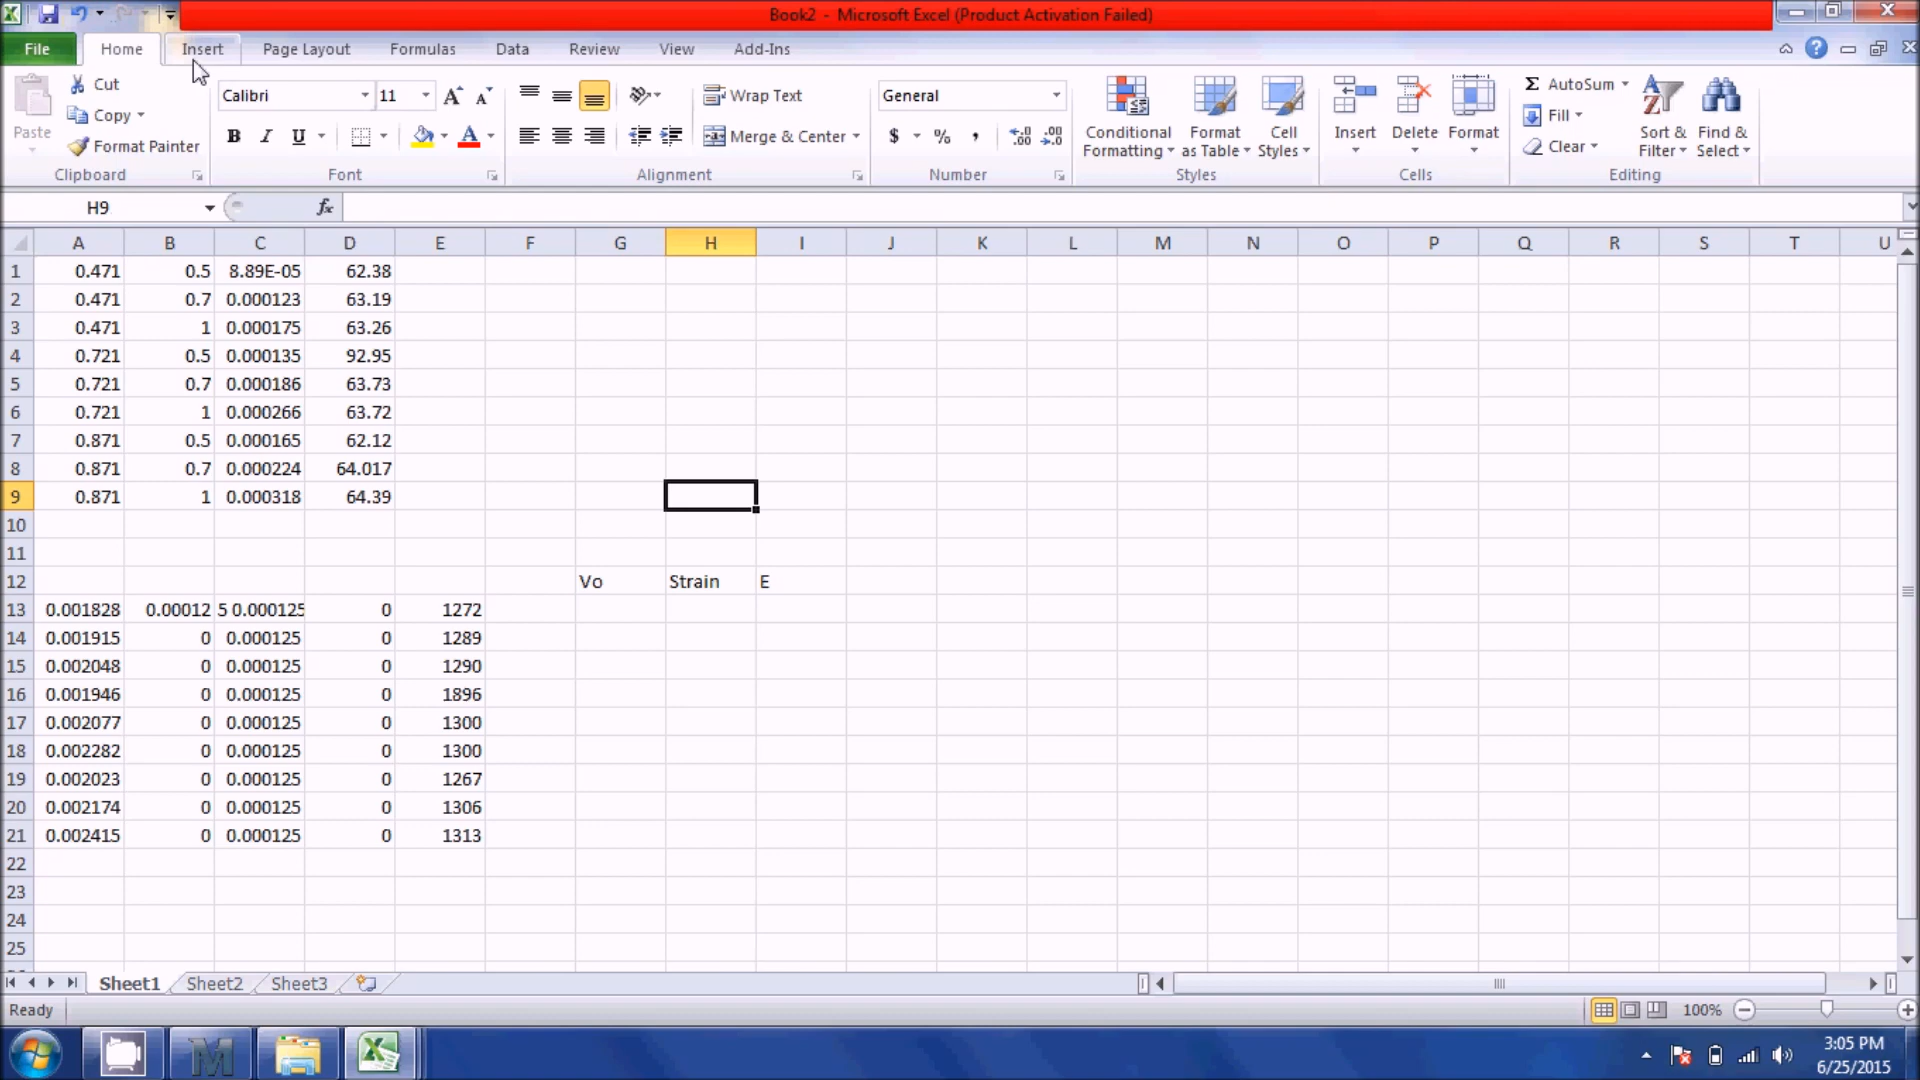 Book2 - Microsoft Excel (Product Activation Failed)
File Home Insert Page Layout Formulas Data Review View Add-Ins
Paste
Cut
Copy
Format Painter
Clipboard
Calibri 11
B I U
Font
Wrap Text
Merge & Center
Alignment
General
$ % ,
Number
Conditional Formatting
Format as Table
Cell Styles
Styles
Insert Delete Format
Cells
Σ AutoSum
Fill
Clear
Sort & Filter
Find & Select
Editing
H9 fx
A B C D E F G H I J K L M N O P Q R S T U
1 0.471 0.5 8.89E-05 62.38
2 0.471 0.7 0.000123 63.19
3 0.471 1 0.000175 63.26
4 0.721 0.5 0.000135 92.95
5 0.721 0.7 0.000186 63.73
6 0.721 1 0.000266 63.72
7 0.871 0.5 0.000165 62.12
8 0.871 0.7 0.000224 64.017
9 0.871 1 0.000318 64.39
10
11
12 Vo Strain E
13 0.001828 0.00012 5 0.000125 0 1272
14 0.001915 0 0.000125 0 1289
15 0.002048 0 0.000125 0 1290
16 0.001946 0 0.000125 0 1896
17 0.002077 0 0.000125 0 1300
18 0.002282 0 0.000125 0 1300
19 0.002023 0 0.000125 0 1267
20 0.002174 0 0.000125 0 1306
21 0.002415 0 0.000125 0 1313
22
23
24
25
Sheet1 Sheet2 Sheet3
Ready 100%
3:05 PM
6/25/2015